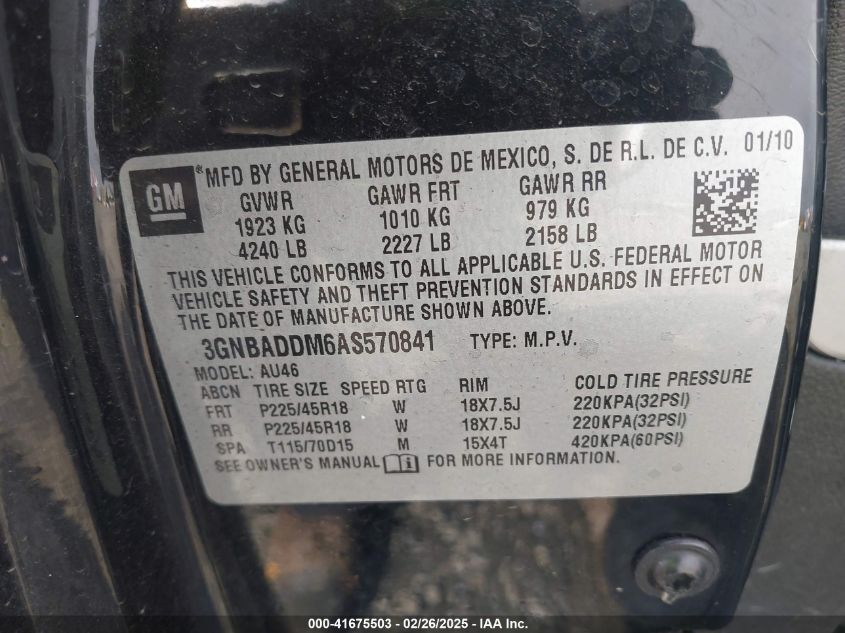 GM
*MFD BY GENERAL MOTORS DE MEXICO, S. DE R.L. DE C.V. 01/10
GVWR GAWR FRT GAWR RR
1923 KG 1010 KG 979 KG
4240 LB 2227 LB 2158 LB
THIS VEHICLE CONFORMS TO ALL APPLICABLE U.S. FEDERAL MOTOR
VEHICLE SAFETY AND THEFT PREVENTION STANDARDS IN EFFECT ON
THE DATE OF MANUFACTURE SHOWN ABOVE.
3GNBADDM6AS570841 TYPE: M.P.V.
MODEL: AU46
ABCN TIRE SIZE SPEED RTG RIM COLD TIRE PRESSURE
FRT P225/45R18 W 18X7.5J 220KPA(32PSI)
RR P225/45R18 W 18X7.5J 220KPA(32PSI)
SPA T115/70D15 M 15X4T 420KPA(60PSI)
SEE OWNER'S MANUAL FOR MORE INFORMATION.
000-41675503 - 02/26/2025 - IAA Inc.